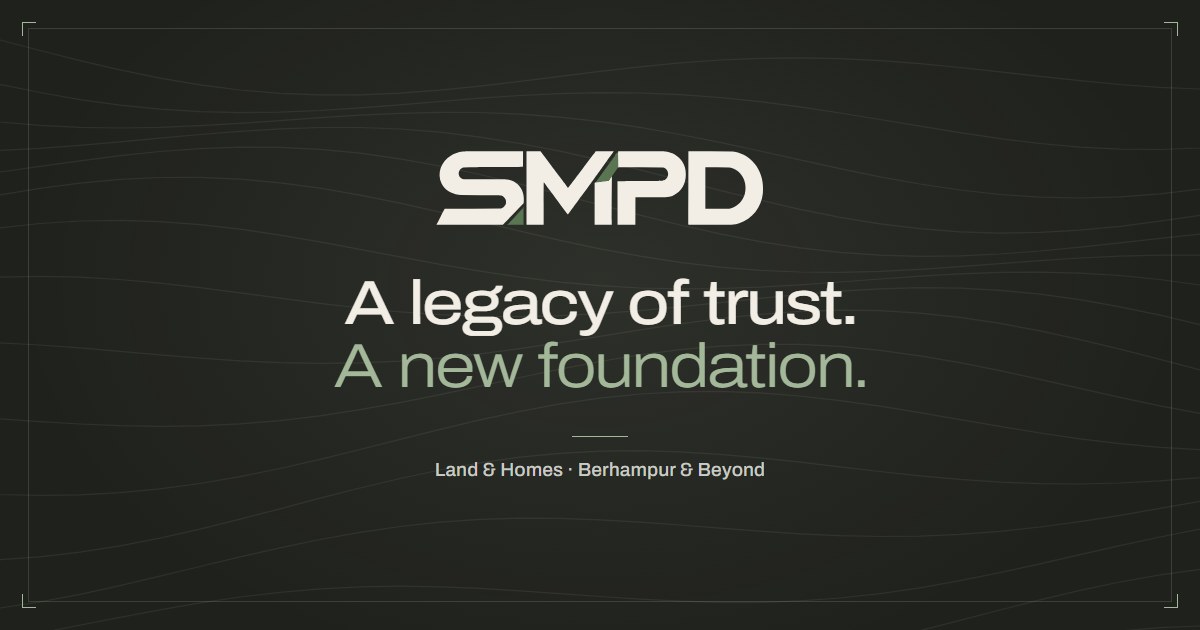 SMPD
A legacy of trust.
A new foundation.
Land & Homes · Berhampur & Beyond